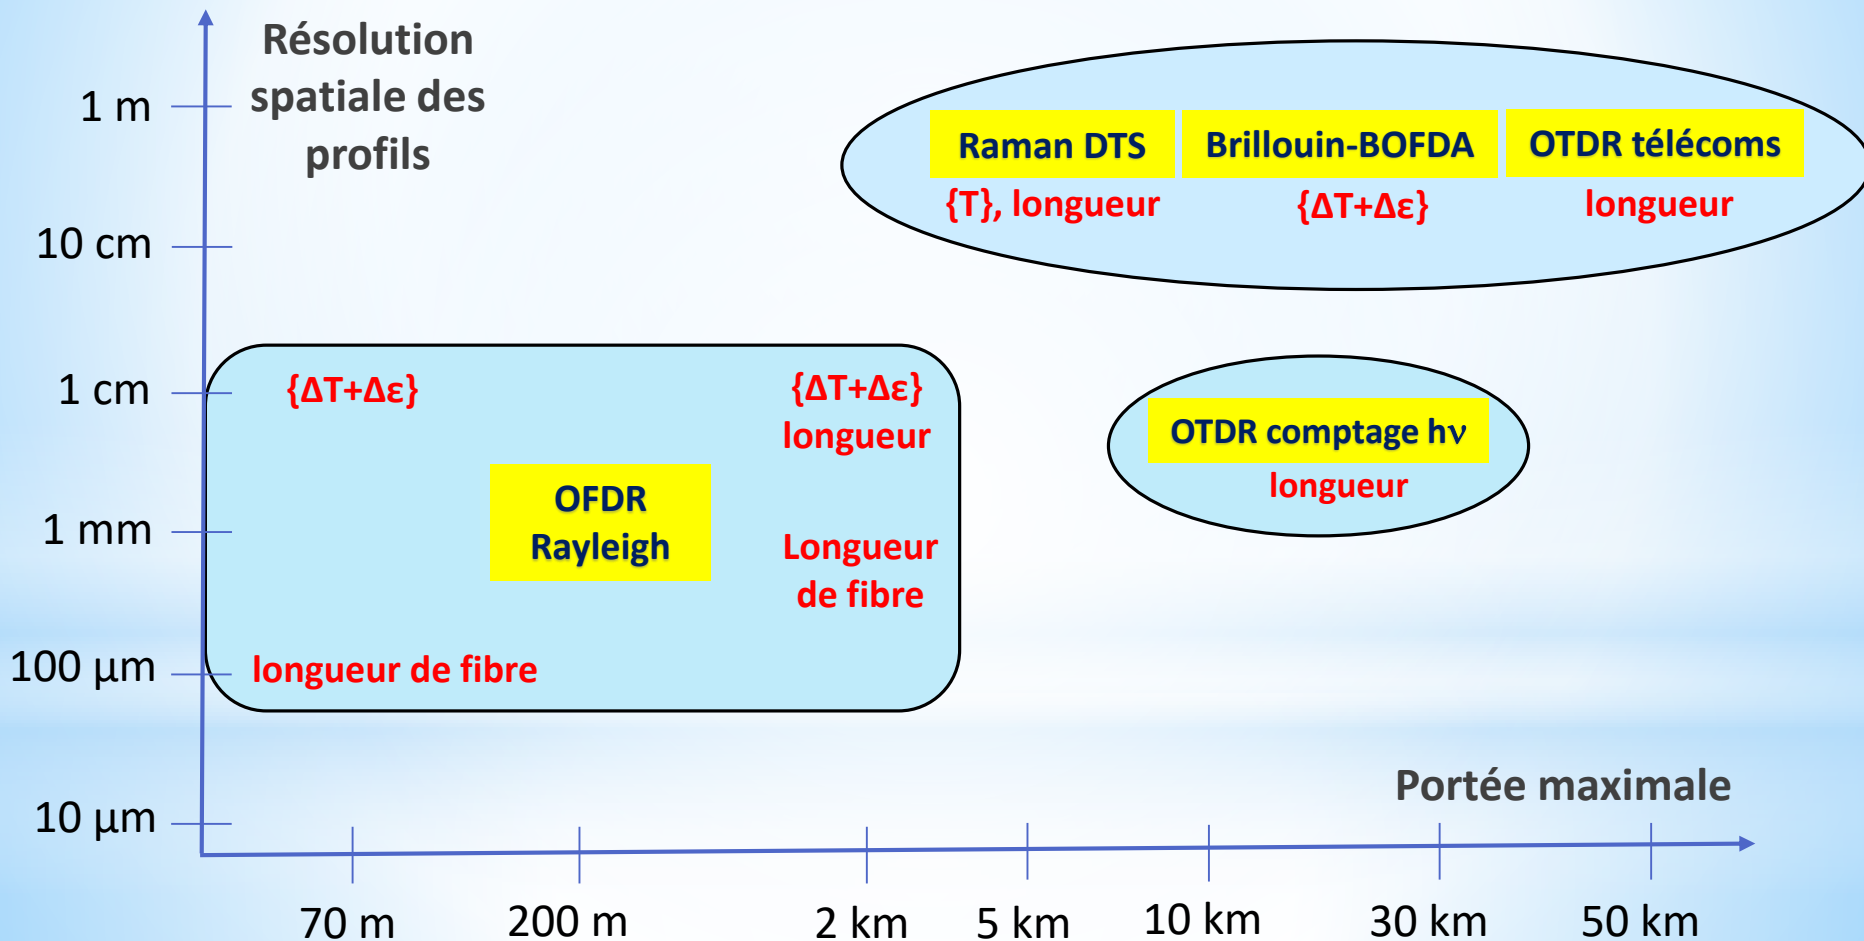 Résolution
spatiale des
profils
1 m
10 cm
1 cm
1 mm
100 µm
10 µm
Raman DTS
{T}, longueur
Brillouin-BOFDA
{ΔT+Δε}
OTDR télécoms
longueur
{ΔT+Δε}
{ΔT+Δε}
longueur
OFDR
Rayleigh
Longueur
de fibre
longueur de fibre
OTDR comptage hν
longueur
Portée maximale
70 m
200 m
2 km
5 km
10 km
30 km
50 km